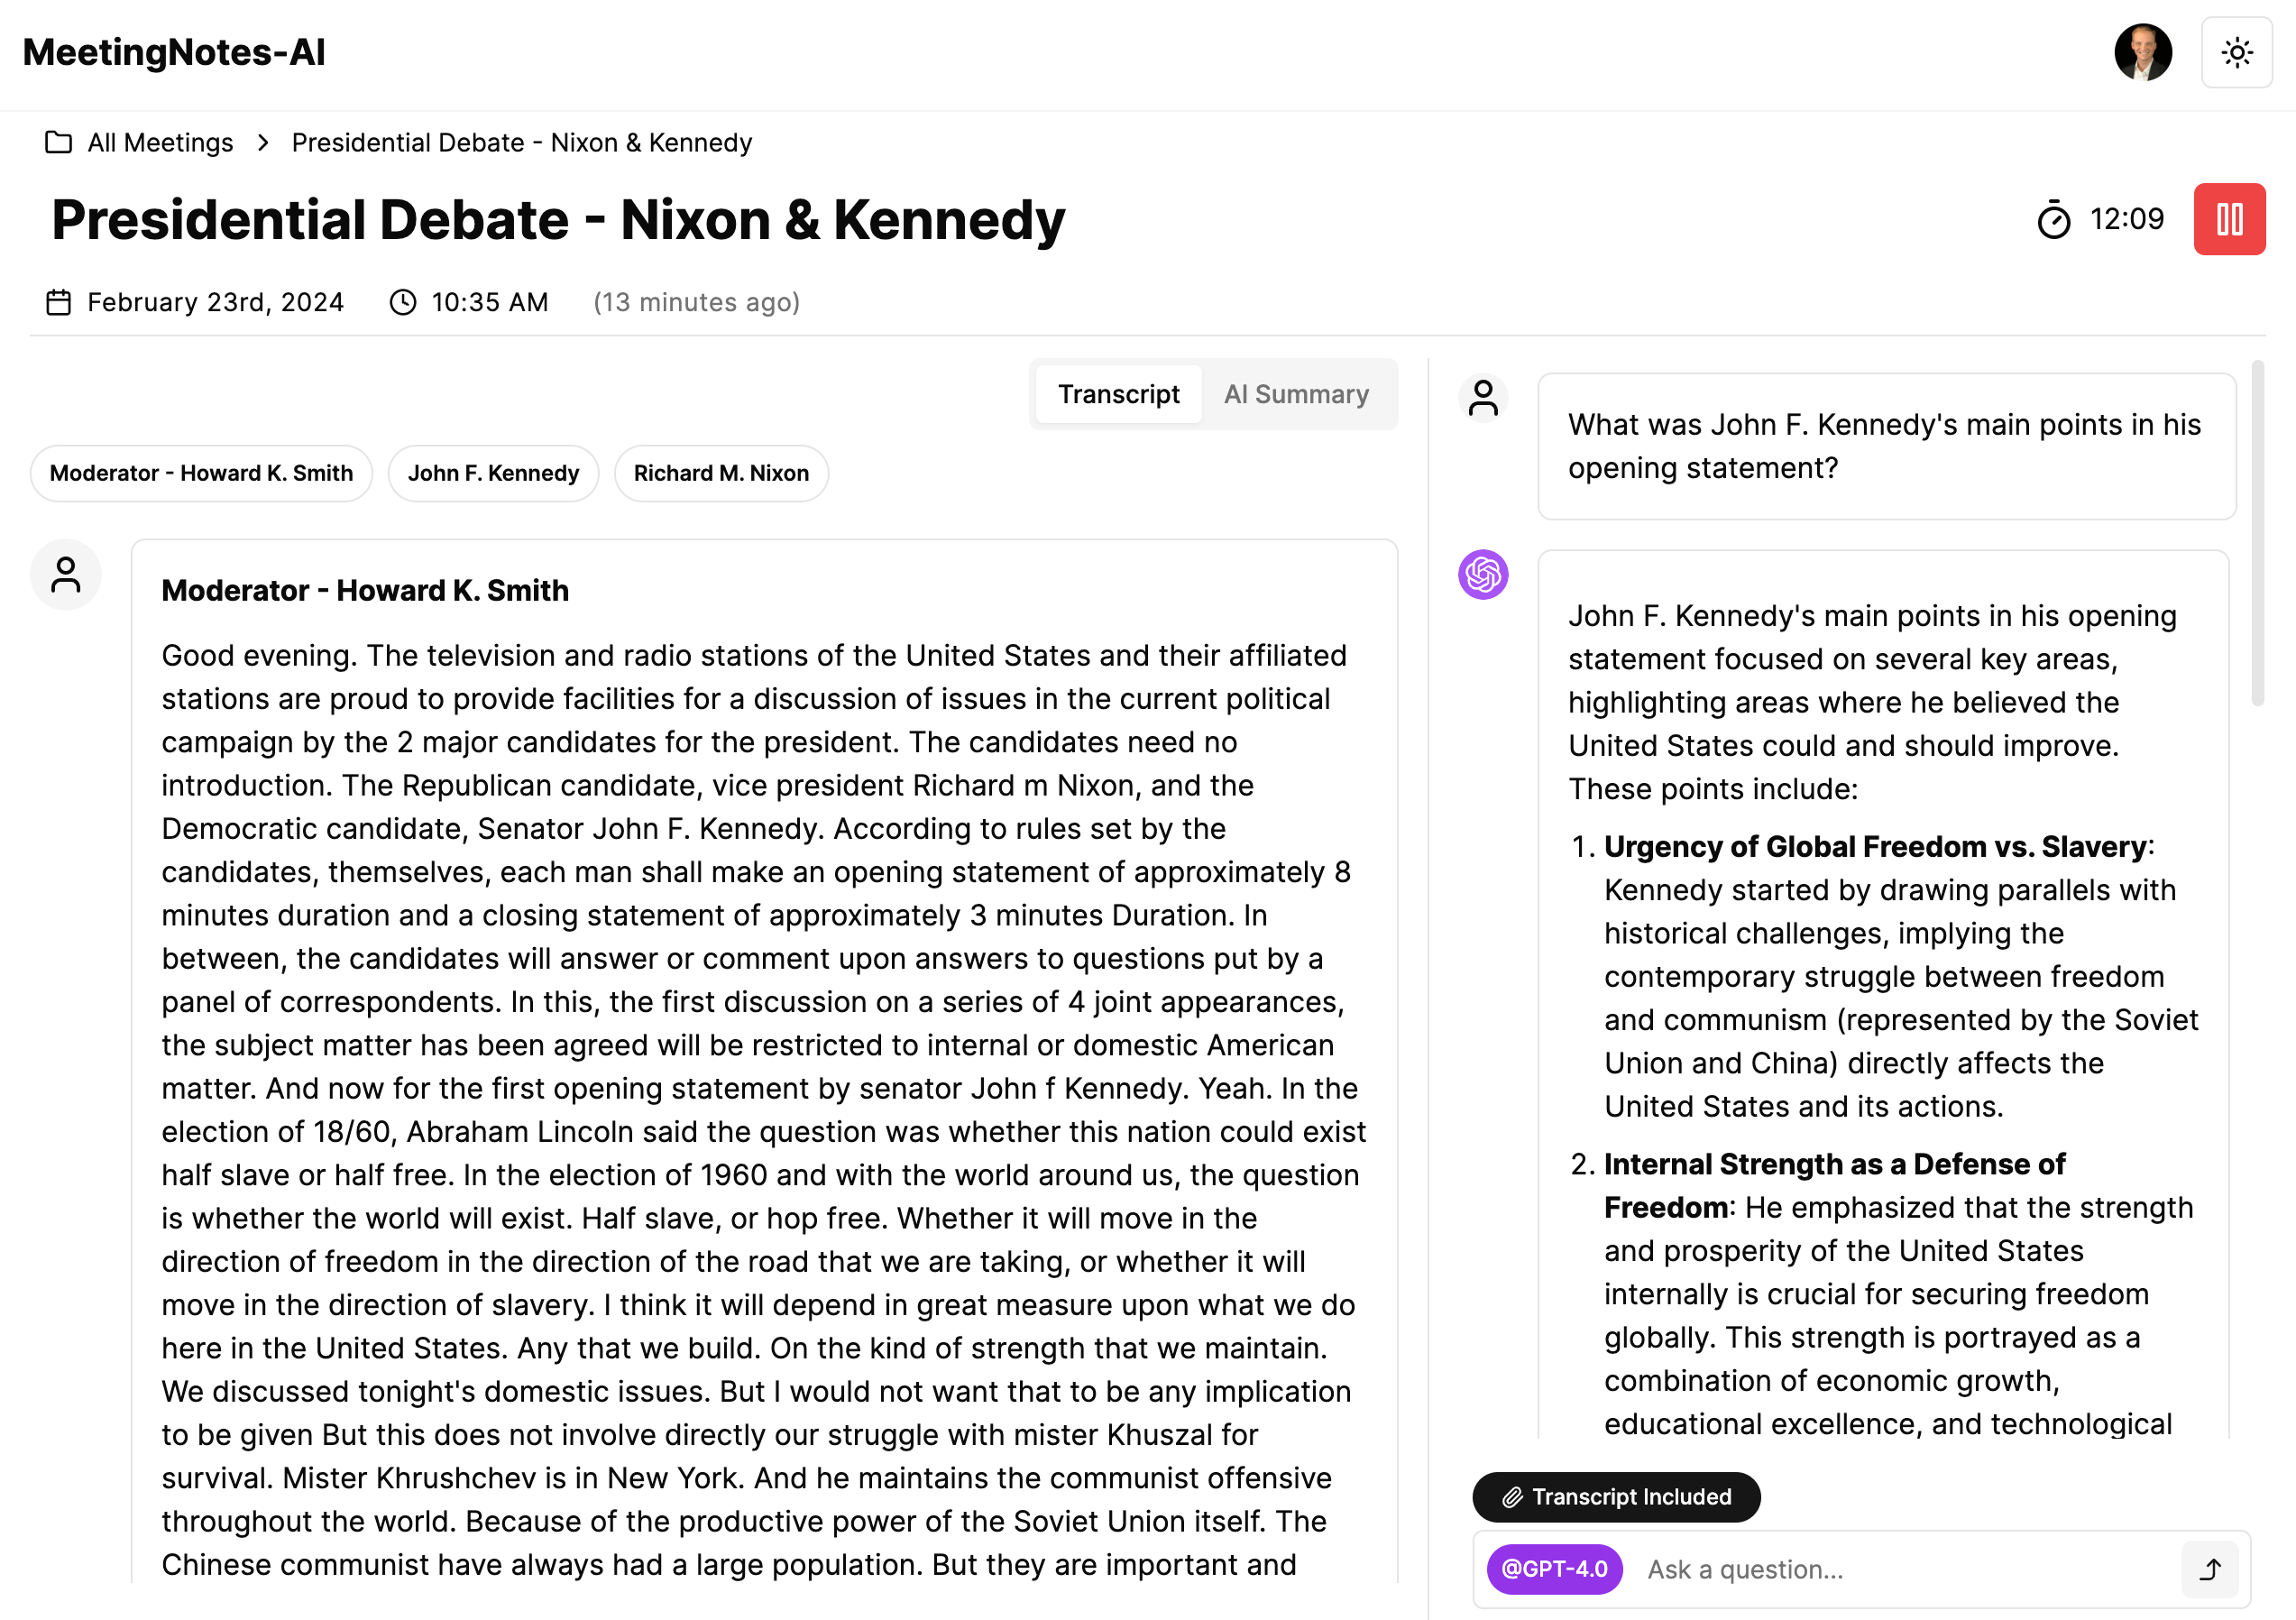 MeetingNotes-AI
All Meetings > Presidential Debate - Nixon & Kennedy
Presidential Debate - Nixon & Kennedy
12:09
February 23rd, 2024 10:35 AM (13 minutes ago)
Transcript AI Summary
Moderator - Howard K. Smith John F. Kennedy Richard M. Nixon
Moderator - Howard K. Smith
Good evening. The television and radio stations of the United States and their affiliated
stations are proud to provide facilities for a discussion of issues in the current political
campaign by the 2 major candidates for the president. The candidates need no
introduction. The Republican candidate, vice president Richard m Nixon, and the
Democratic candidate, Senator John F. Kennedy. According to rules set by the
candidates, themselves, each man shall make an opening statement of approximately 8
minutes duration and a closing statement of approximately 3 minutes Duration. In
between, the candidates will answer or comment upon answers to questions put by a
panel of correspondents. In this, the first discussion on a series of 4 joint appearances,
the subject matter has been agreed will be restricted to internal or domestic American
matter. And now for the first opening statement by senator John f Kennedy. Yeah. In the
election of 18/60, Abraham Lincoln said the question was whether this nation could exist
half slave or half free. In the election of 1960 and with the world around us, the question
is whether the world will exist. Half slave, or hop free. Whether it will move in the
direction of freedom in the direction of the road that we are taking, or whether it will
move in the direction of slavery. I think it will depend in great measure upon what we do
here in the United States. Any that we build. On the kind of strength that we maintain.
We discussed tonight's domestic issues. But I would not want that to be any implication
to be given But this does not involve directly our struggle with mister Khuszal for
survival. Mister Khrushchev is in New York. And he maintains the communist offensive
throughout the world. Because of the productive power of the Soviet Union itself. The
Chinese communist have always had a large population. But they are important and
What was John F. Kennedy's main points in his
opening statement?
John F. Kennedy's main points in his opening
statement focused on several key areas,
highlighting areas where he believed the
United States could and should improve.
These points include:
1. Urgency of Global Freedom vs. Slavery:
Kennedy started by drawing parallels with
historical challenges, implying the
contemporary struggle between freedom
and communism (represented by the Soviet
Union and China) directly affects the
United States and its actions.
2. Internal Strength as a Defense of
Freedom: He emphasized that the strength
and prosperity of the United States
internally is crucial for securing freedom
globally. This strength is portrayed as a
combination of economic growth,
educational excellence, and technological
Transcript Included
@GPT-4.0 Ask a question...